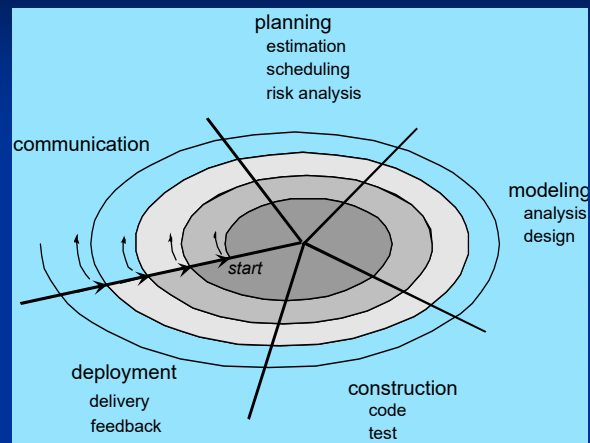 planning
estimation
scheduling
risk analysis
communication
modeling
analysis
design
start
deployment
delivery
feedback
construction
code
test